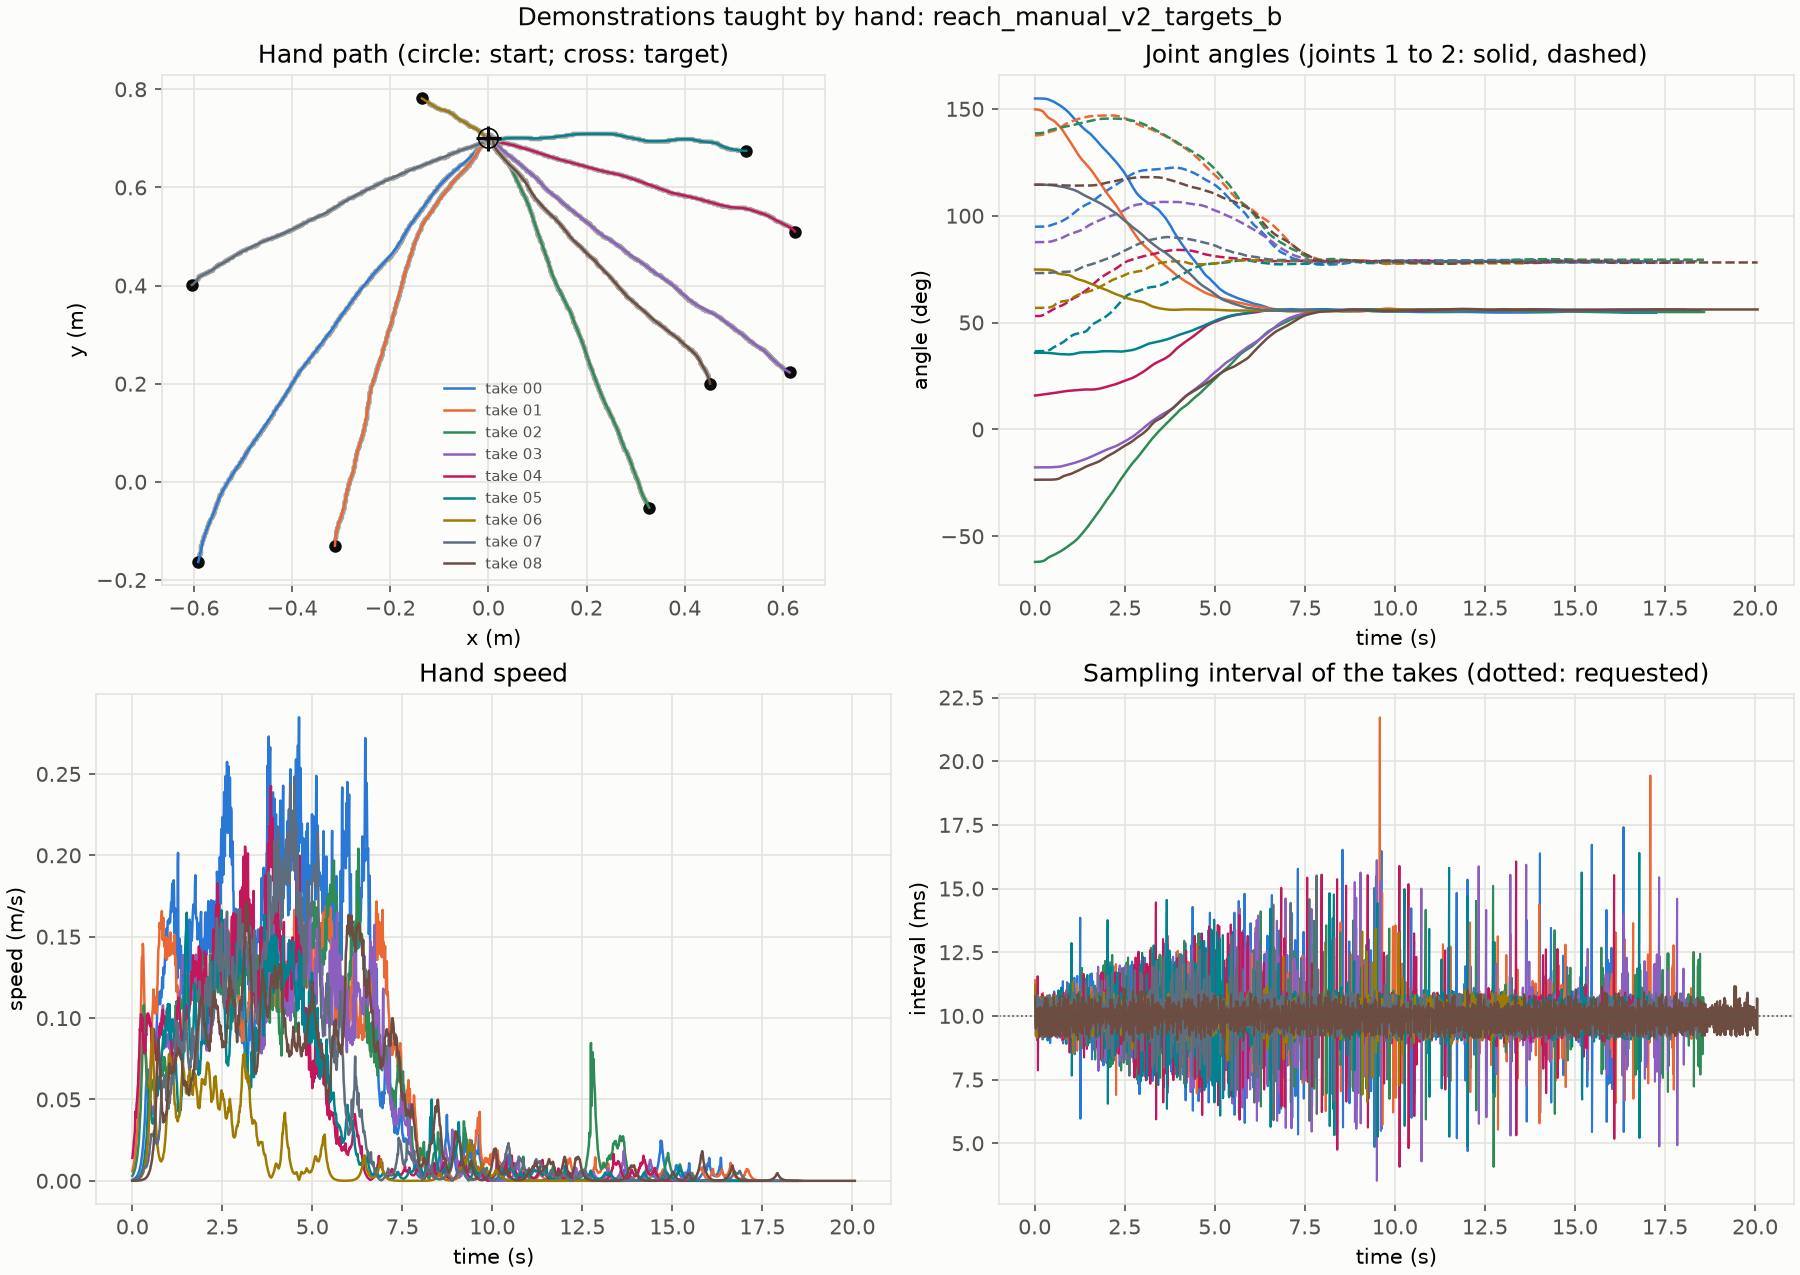 Demonstrations taught by hand: reach_manual_v2_targets_b
Hand path (circle: start; cross: target)
0.8
0.6
0.4
0.2
0.0
−0.2
y (m)
take 00
take 01
take 02
take 03
take 04
take 05
take 06
take 07
take 08
−0.6
−0.4
−0.2
0.0
0.2
0.4
0.6
x (m)
Joint angles (joints 1 to 2: solid, dashed)
150
100
50
0
−50
angle (deg)
0.0
2.5
5.0
7.5
10.0
12.5
15.0
17.5
20.0
time (s)
Hand speed
0.25
0.20
0.15
0.10
0.05
0.00
speed (m/s)
0.0
2.5
5.0
7.5
10.0
12.5
15.0
17.5
20.0
time (s)
Sampling interval of the takes (dotted: requested)
22.5
20.0
17.5
15.0
12.5
10.0
7.5
5.0
interval (ms)
0.0
2.5
5.0
7.5
10.0
12.5
15.0
17.5
20.0
time (s)